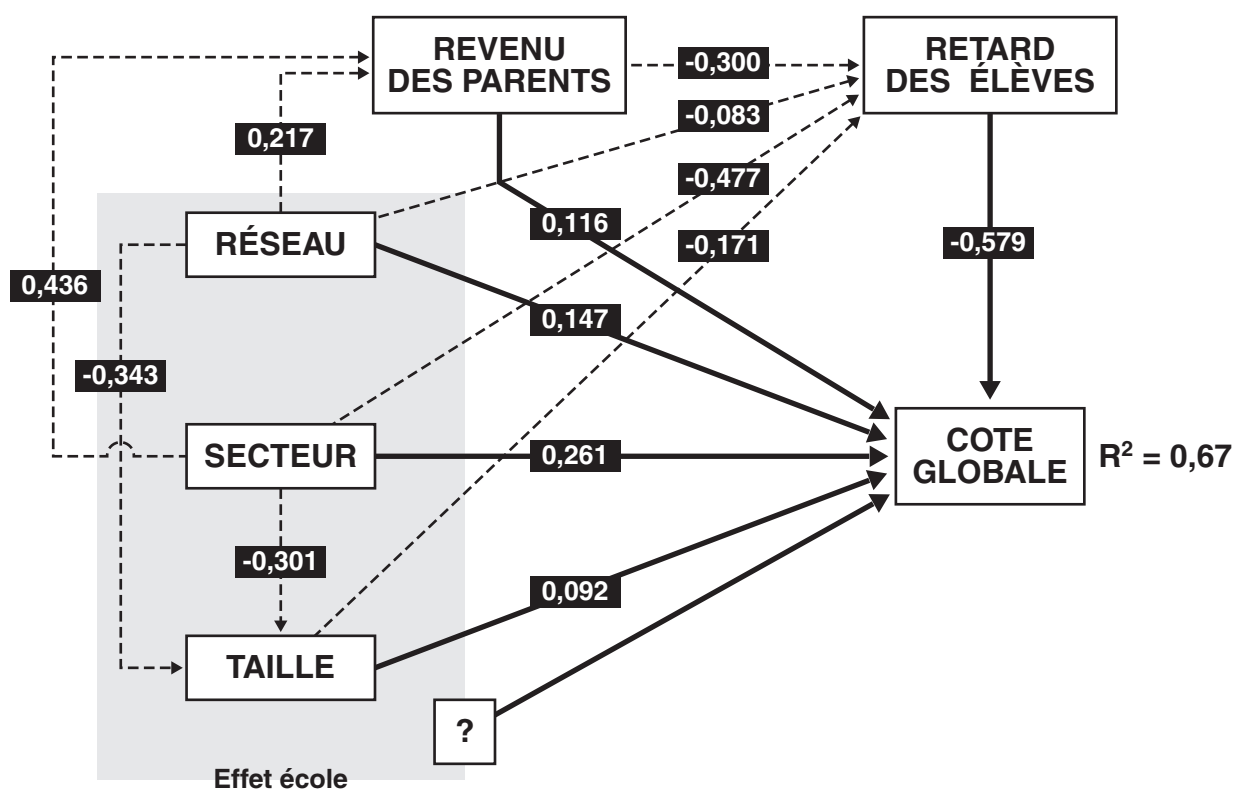 REVENU
DES PARENTS
RETARD
DES ÉLÈVES
-0,300
-0,083
0,217
-0,477
0,116
RÉSEAU
-0,171
-0,579
0,436
0,147
-0,343
SECTEUR
0,261
COTE
GLOBALE
R² = 0,67
-0,301
0,092
TAILLE
?
Effet école